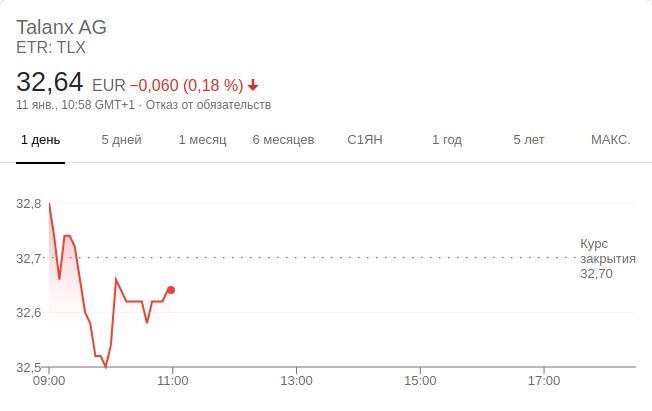 Talanx AG
ETR: TLX
32,64 EUR −0,060 (0,18 %)
11 янв., 10:58 GMT+1 · Отказ от обязательств
1 день 5 дней 1 месяц 6 месяцев С1ЯН 1 год 5 лет МАКС.
32,8
32,7
32,6
32,5
Курс
закрытия
32,70
09:00 11:00 13:00 15:00 17:00